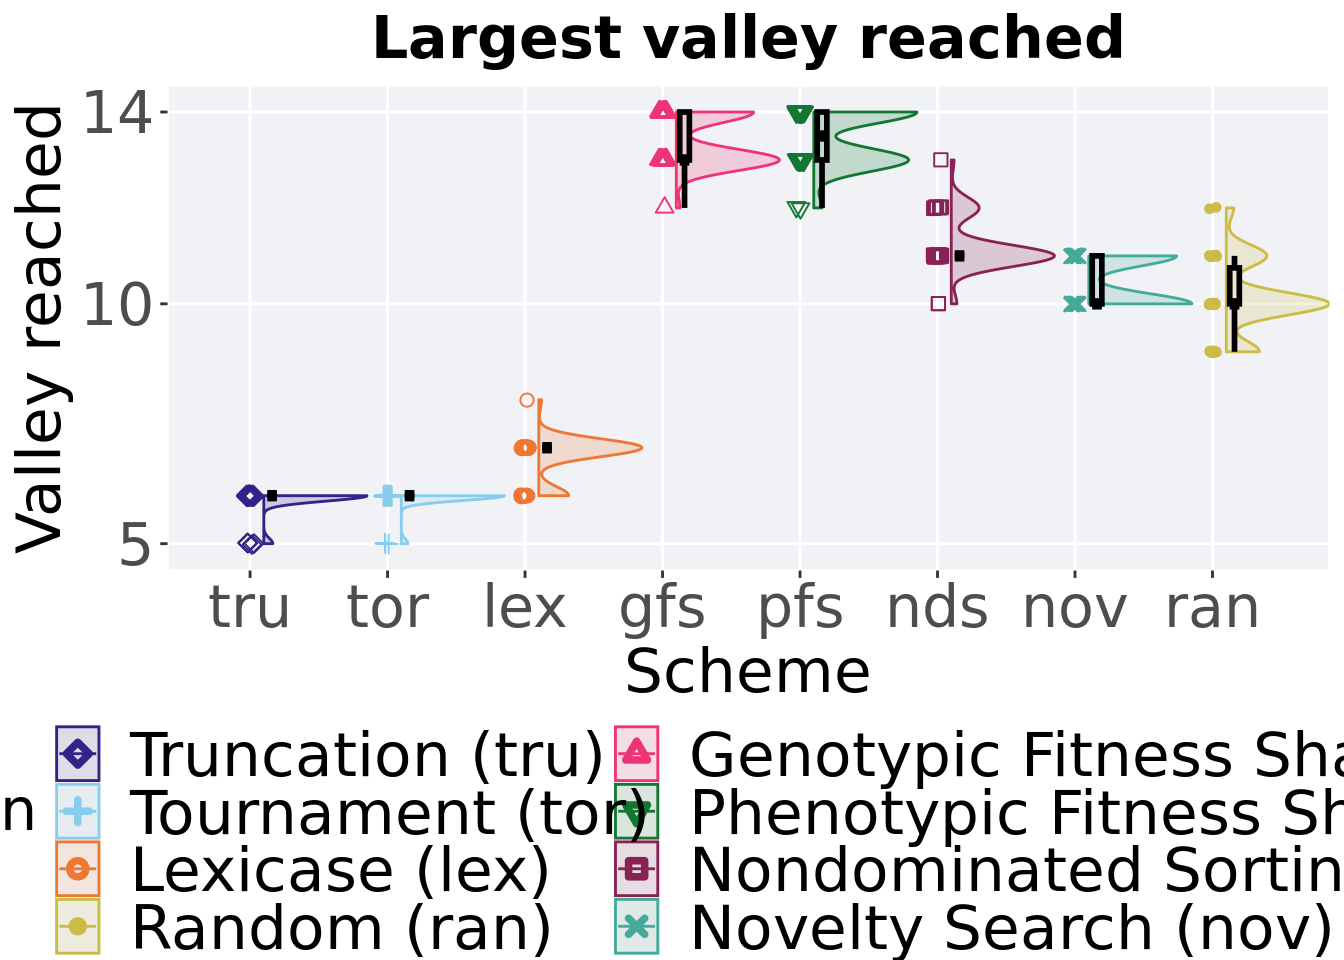 Largest valley reached
Valley reached
14
10
5
tru tor lex gfs pfs nds nov ran
Scheme
n
Truncation (tru)
Tournament (tor)
Lexicase (lex)
Random (ran)
Genotypic Fitness Sha
Phenotypic Fitness Sh
Nondominated Sortin
Novelty Search (nov)